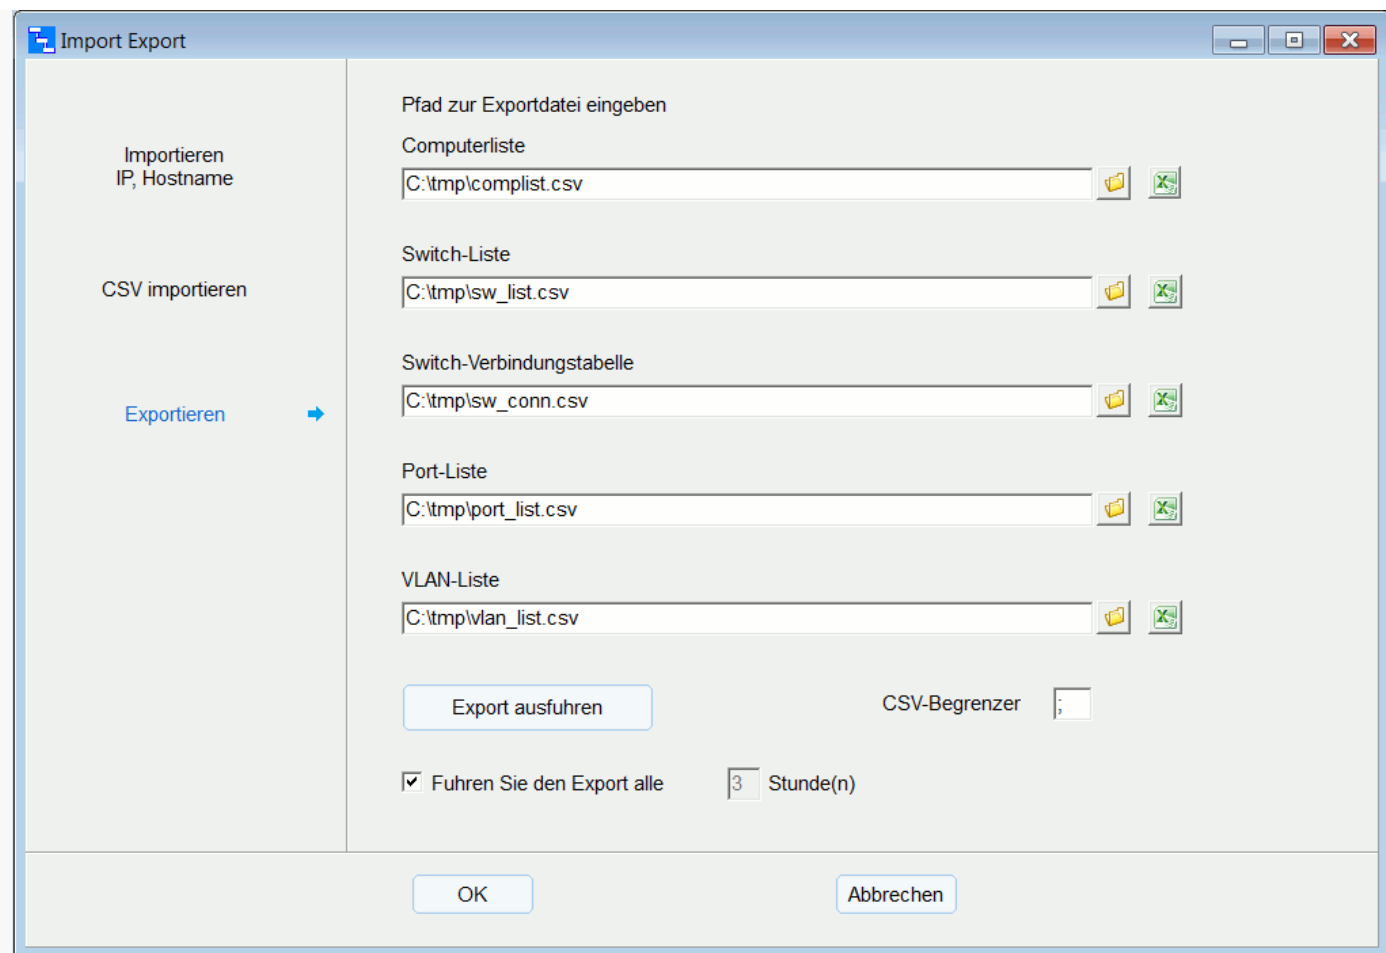 Import Export
Importieren
IP, Hostname
CSV importieren
Exportieren
Pfad zur Exportdatei eingeben
Computerliste
C:\tmp\complist.csv
Switch-Liste
C:\tmp\sw_list.csv
Switch-Verbindungstabelle
C:\tmp\sw_conn.csv
Port-Liste
C:\tmp\port_list.csv
VLAN-Liste
C:\tmp\vlan_list.csv
Export ausfuhren
CSV-Begrenzer ;
Fuhren Sie den Export alle 3 Stunde(n)
OK
Abbrechen